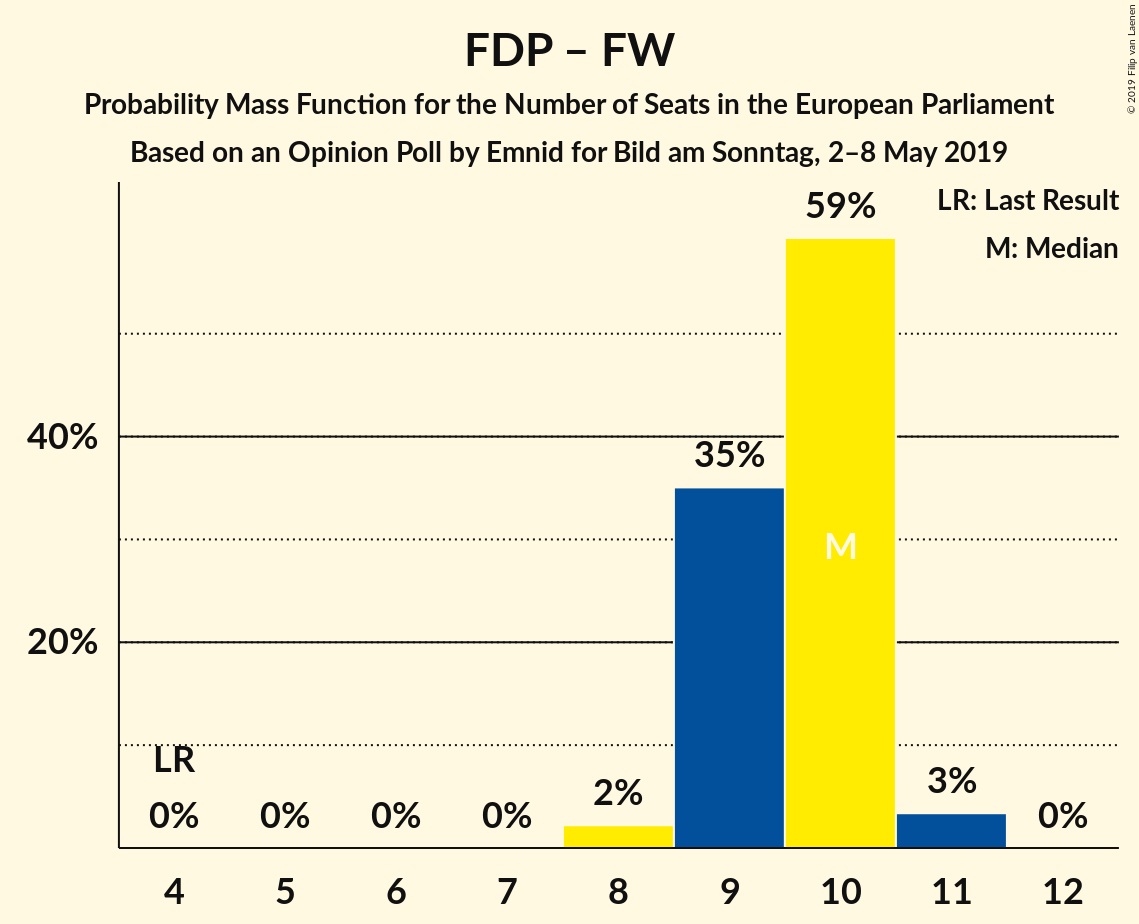 FDP – FW
Probability Mass Function for the Number of Seats in the European Parliament
Based on an Opinion Poll by Emnid for Bild am Sonntag, 2–8 May 2019
© 2019 Filip van Laenen
LR: Last Result
M: Median
59%
40%
35%
M
20%
LR
0% 0% 0% 0% 2% 3% 0%
4 5 6 7 8 9 10 11 12